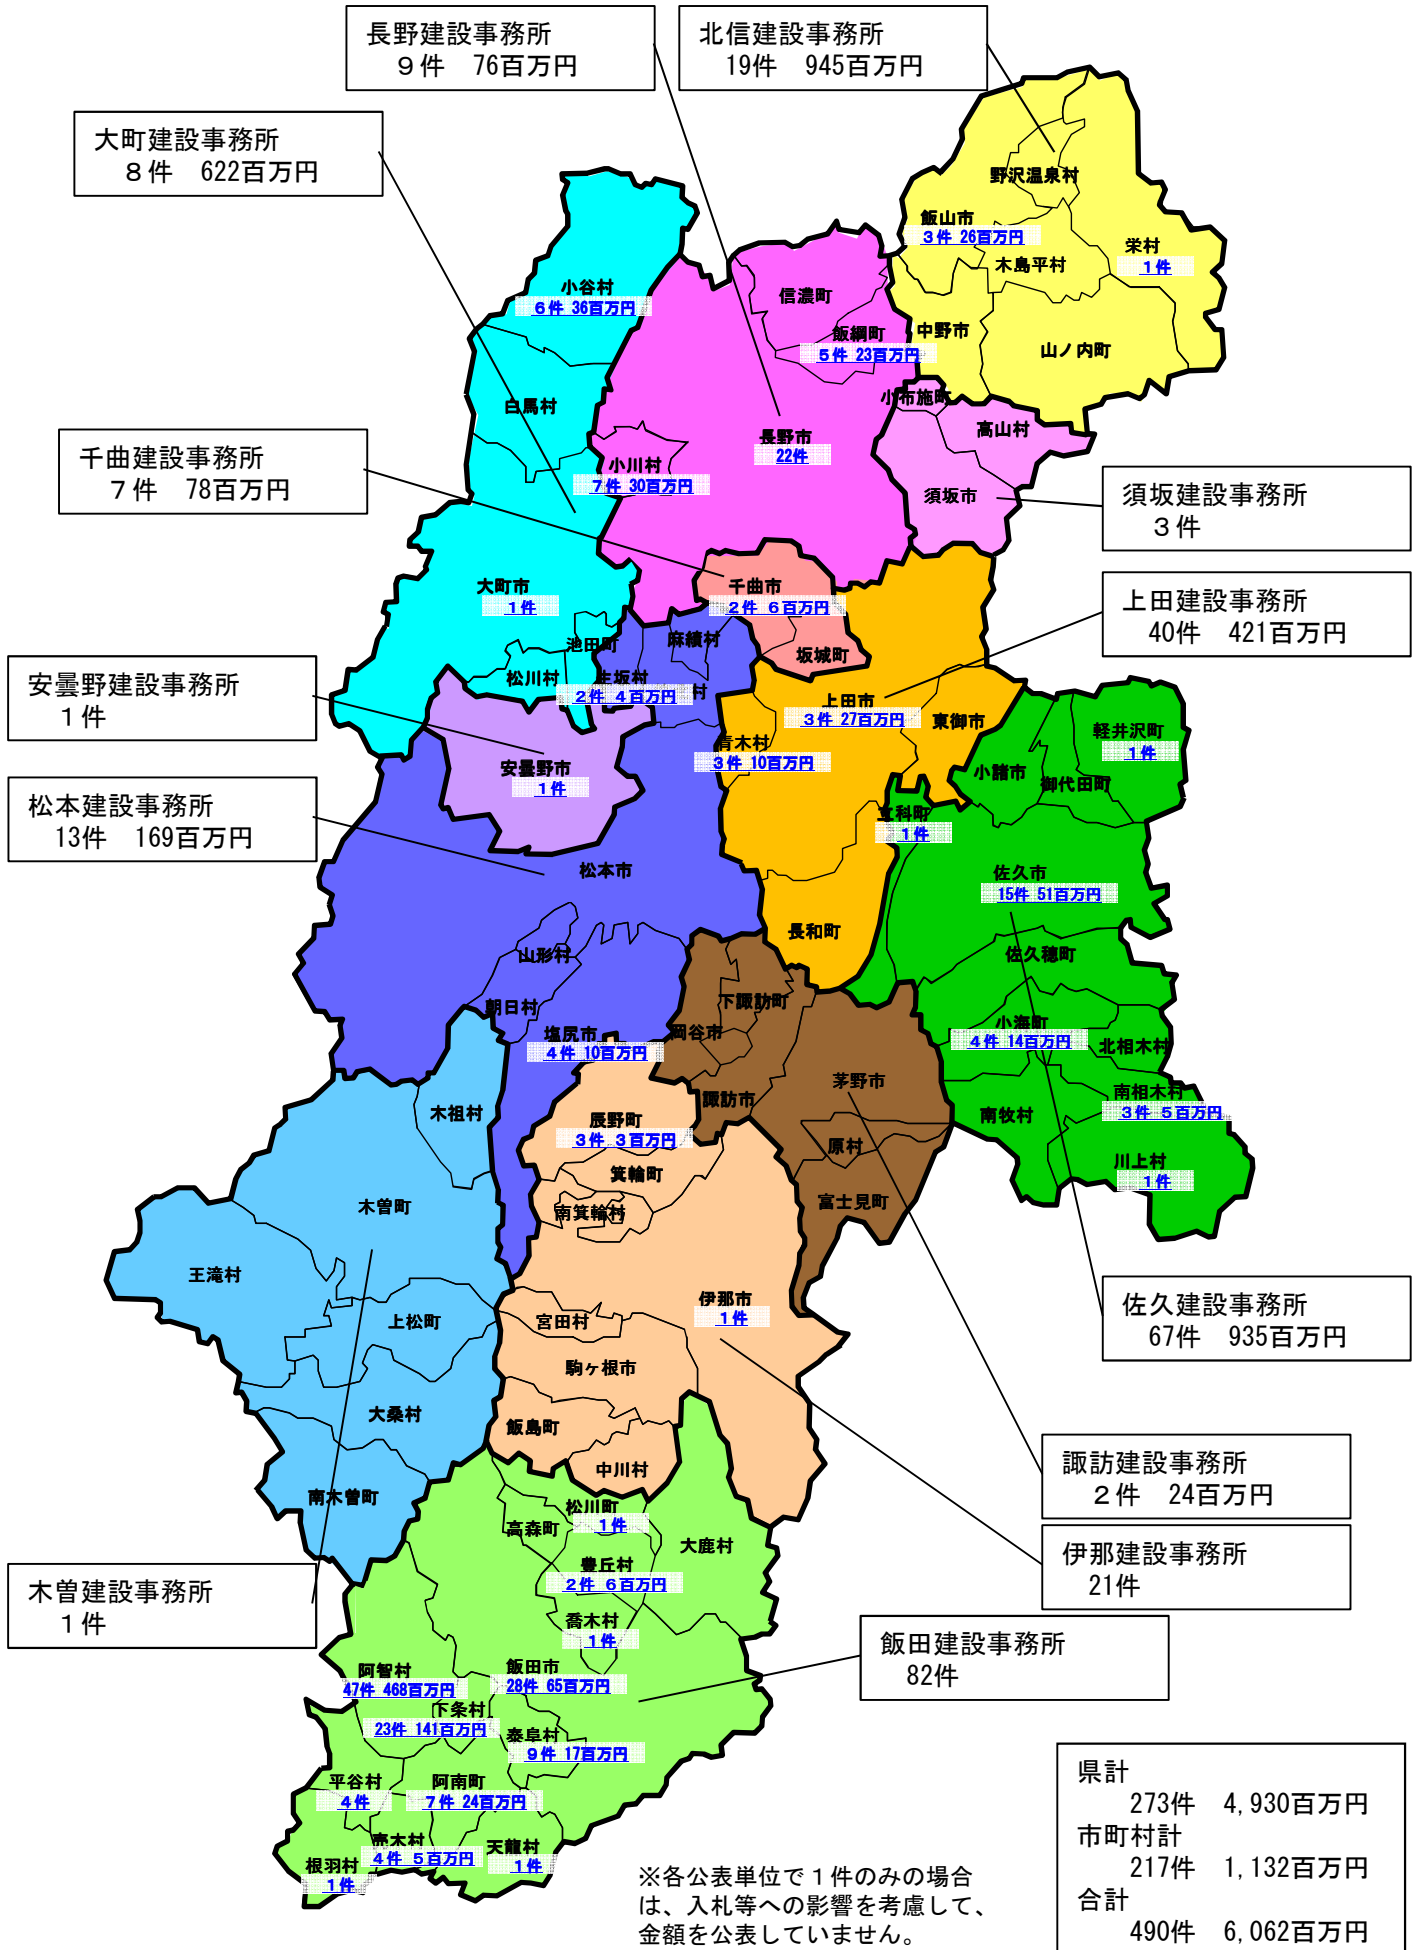 長野建設事務所
９件　76百万円
北信建設事務所
19件　945百万円
大町建設事務所
８件　622百万円
野沢温泉村
飯山市
３件 26百万円
栄村
１件
木島平村
小谷村
６件 36百万円
信濃町
飯綱町
５件 23百万円
中野市
山ノ内町
小布施町
白馬村
高山村
長野市
22件
千曲建設事務所
７件　78百万円
小川村
７件 30百万円
須坂市
須坂建設事務所
３件
大町市
１件
千曲市
２件 ６百万円
上田建設事務所
40件　421百万円
池田町
麻績村
坂城町
安曇野建設事務所
１件
松川村
生坂村
２件 ４百万円
村
上田市
３件 27百万円
東御市
軽井沢町
１件
青木村
３件 10百万円
安曇野市
１件
小諸市
御代田町
松本建設事務所
13件　169百万円
立科町
１件
松本市
佐久市
15件 51百万円
長和町
山形村
佐久穂町
下諏訪町
朝日村
塩尻市
４件 10百万円
岡谷市
小海町
４件 14百万円
北相木村
茅野市
諏訪市
南相木村
３件 ５百万円
木祖村
辰野町
３件 ３百万円
南牧村
原村
川上村
１件
箕輪町
木曽町
南箕輪村
富士見町
王滝村
伊那市
１件
佐久建設事務所
67件　935百万円
上松町
宮田村
駒ヶ根市
大桑村
飯島町
諏訪建設事務所
２件　24百万円
中川村
南木曽町
松川町
１件
高森町
大鹿村
伊那建設事務所
21件
豊丘村
２件 ６百万円
木曽建設事務所
１件
喬木村
１件
飯田建設事務所
82件
阿智村
47件 468百万円
飯田市
28件 65百万円
下条村
23件 141百万円
泰阜村
９件 17百万円
平谷村
４件
阿南町
７件 24百万円
売木村
４件 ５百万円
天龍村
１件
根羽村
１件
県計
273件　4,930百万円
市町村計
217件　1,132百万円
合計
490件　6,062百万円
※各公表単位で１件のみの場合
は、入札等への影響を考慮して、
金額を公表していません。